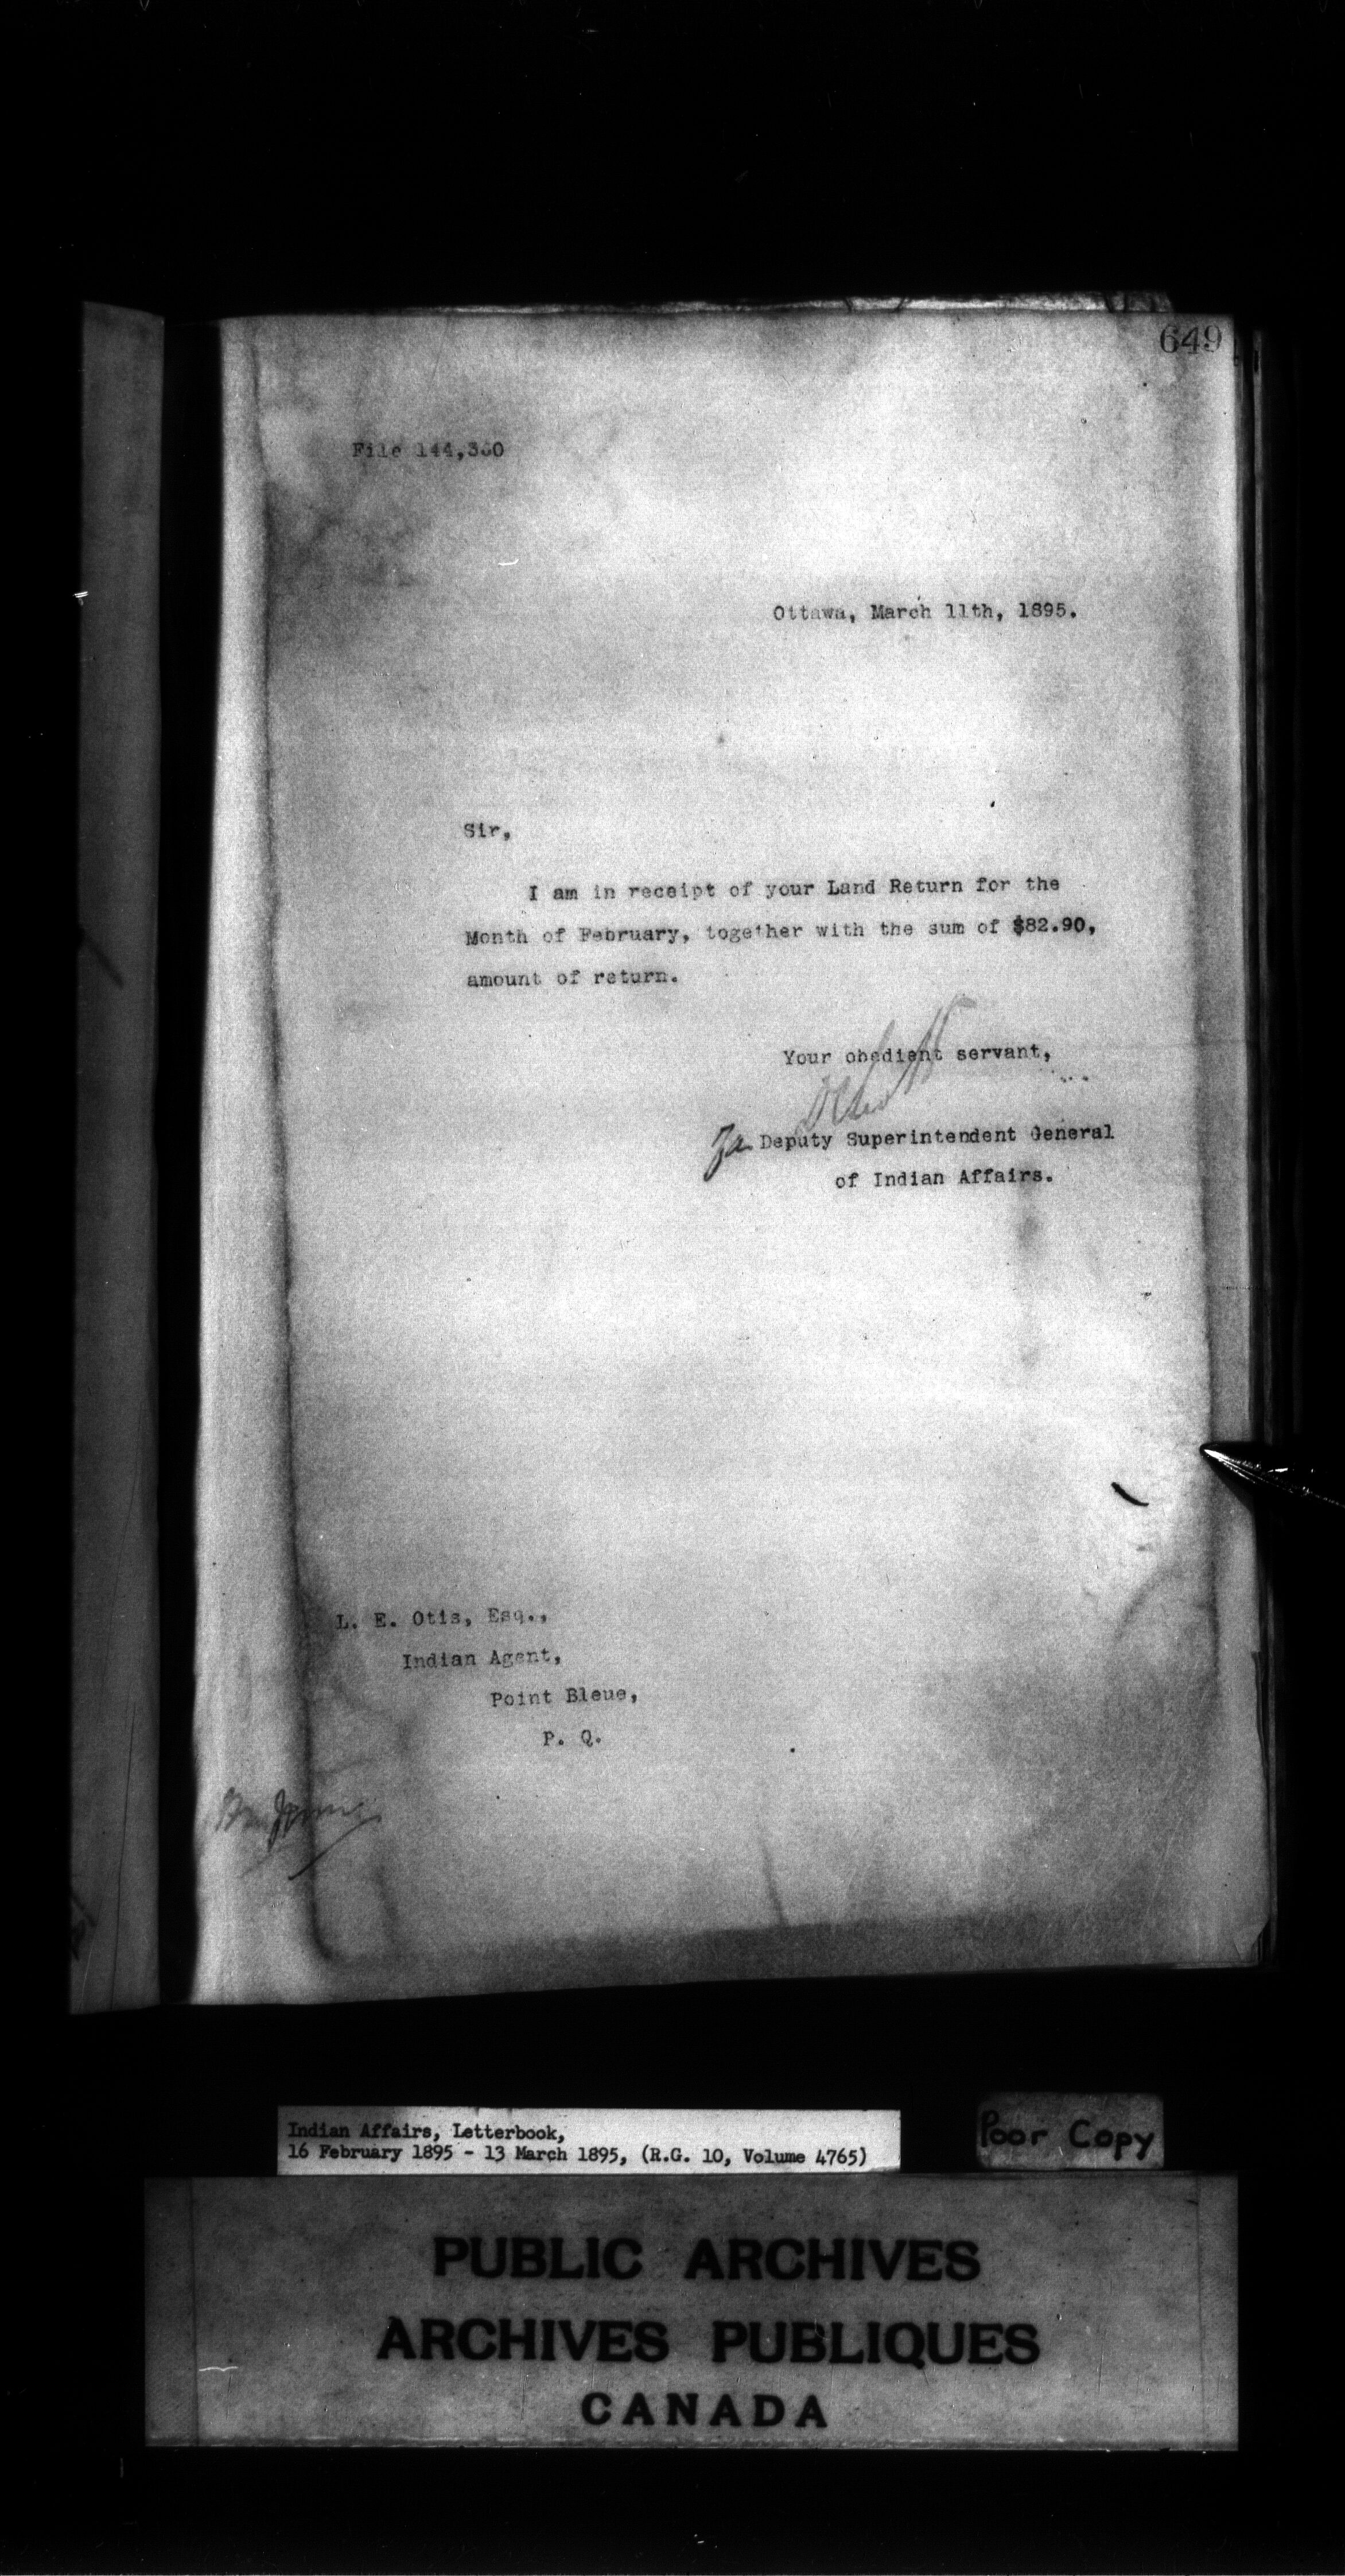 649
File
Ottawa, March 11th, 1895.
Sir,
I am in receipt of your Land Return for the
Month of February, together with the sum of $82.90,
amount of return.
Your obedient servant,
Deputy Superintendent General
of Indian Affairs.
L. E. Otis, Esq.,
Indian Agent,
Point Bleue,
P. Q.
Indian Affairs, Letterbook,
16 February 1895 - 13 March 1895, (R.G. 10, Volume 4765)
Poor Copy
PUBLIC ARCHIVES
ARCHIVES PUBLIQUES
CANADA